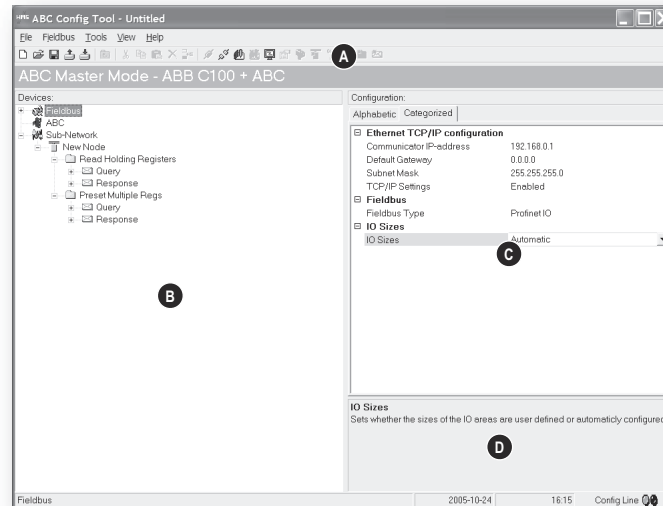 HMS ABC Config Tool - Untitled
File Fieldbus Tools View Help
A
ABC Master Mode - ABB C100 + ABC
Devices:
Fieldbus
ABC
Sub-Network
New Node
Read Holding Registers
Query
Response
Preset Multiple Regs
Query
Response
B
Configuration:
Alphabetic Categorized
Ethernet TCP/IP configuration
Communicator IP-address 192.168.0.1
Default Gateway 0.0.0.0
Subnet Mask 255.255.255.0
TCP/IP Settings Enabled
Fieldbus
Fieldbus Type Profinet IO
IO Sizes
IO Sizes Automatic
C
IO Sizes
Sets whether the sizes of the IO areas are user defined or automaticly configured
D
Fieldbus 2005-10-24 16:15 Config Line